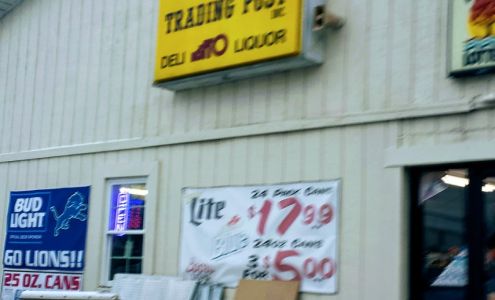 TRADING POST
INC.
DELI LIQUOR
BUD
LIGHT
GO LIONS!!
25 OZ. CANS
Lite
24 PACK CANS
$17.99
24OZ CANS
3
FOR
$5.00
OPEN